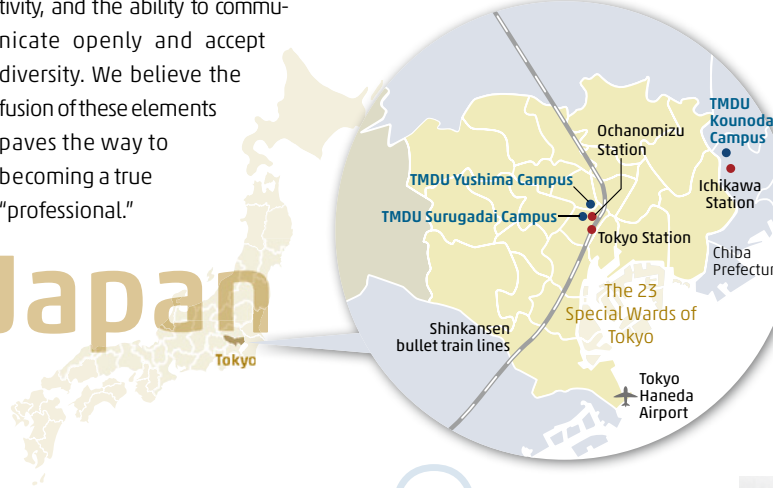 tivity, and the ability to commu-
nicate openly and accept
diversity. We believe the
fusion of these elements
paves the way to
becoming a true
“professional.”
Japan
Tokyo
TMDU
Kounodai
Campus
Ochanomizu
Station
TMDU Yushima Campus
Ichikawa
Station
TMDU Surugadai Campus
Tokyo Station
Chiba
The 23
Special Wards of
Tokyo
Shinkansen
bullet train lines
Tokyo
Haneda
Airport